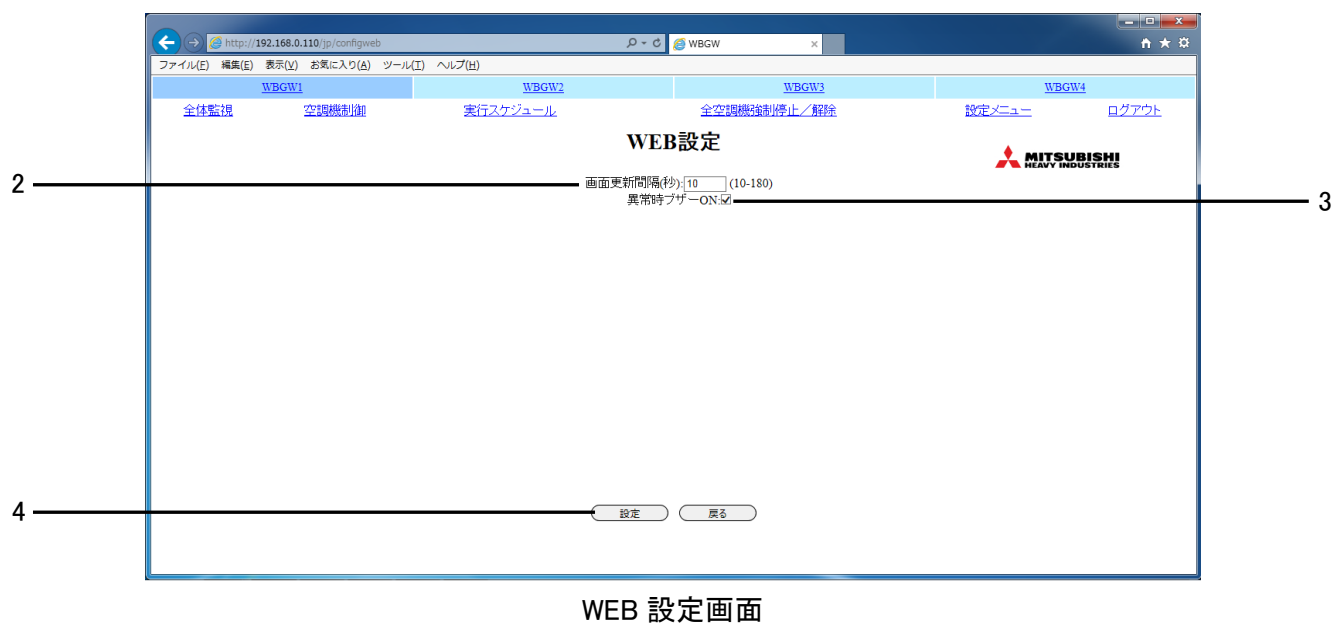 http://192.168.0.110/jp/configweb WBGW
ファイル(F) 編集(E) 表示(V) お気に入り(A) ツール(T) ヘルプ(H)
WBGW1 WBGW2 WBGW3 WBGW4
全体監視 空調機制御 実行スケジュール 全空調機強制停止／解除 設定メニュー ログアウト
WEB設定
MITSUBISHI
HEAVY INDUSTRIES
2 画面更新間隔(秒):10 (10-180)
異常時ブザーON: 3
4 設定 戻る
WEB 設定画面